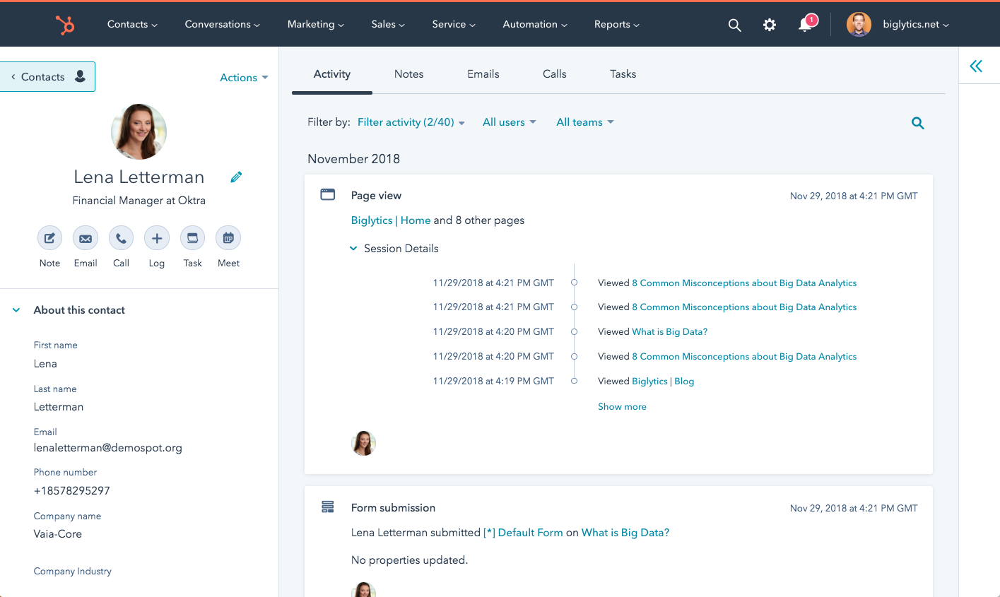 Contacts Conversations Marketing Sales Service Automation Reports 1 biglytics.net
Contacts
Actions
Lena Letterman
Financial Manager at Oktra
Note Email Call Log Task Meet
About this contact
First name
Lena
Last name
Letterman
Email
lenaletterman@demospot.org
Phone number
+18578295297
Company name
Vaia-Core
Company Industry
Activity Notes Emails Calls Tasks
Filter by: Filter activity (2/40) All users All teams
November 2018
Page view Nov 29, 2018 at 4:21 PM GMT
Biglytics | Home and 8 other pages
Session Details
11/29/2018 at 4:21 PM GMT Viewed 8 Common Misconceptions about Big Data Analytics
11/29/2018 at 4:21 PM GMT Viewed 8 Common Misconceptions about Big Data Analytics
11/29/2018 at 4:20 PM GMT Viewed What is Big Data?
11/29/2018 at 4:20 PM GMT Viewed 8 Common Misconceptions about Big Data Analytics
11/29/2018 at 4:19 PM GMT Viewed Biglytics | Blog
Show more
Form submission Nov 29, 2018 at 4:21 PM GMT
Lena Letterman submitted [*] Default Form on What is Big Data?
No properties updated.